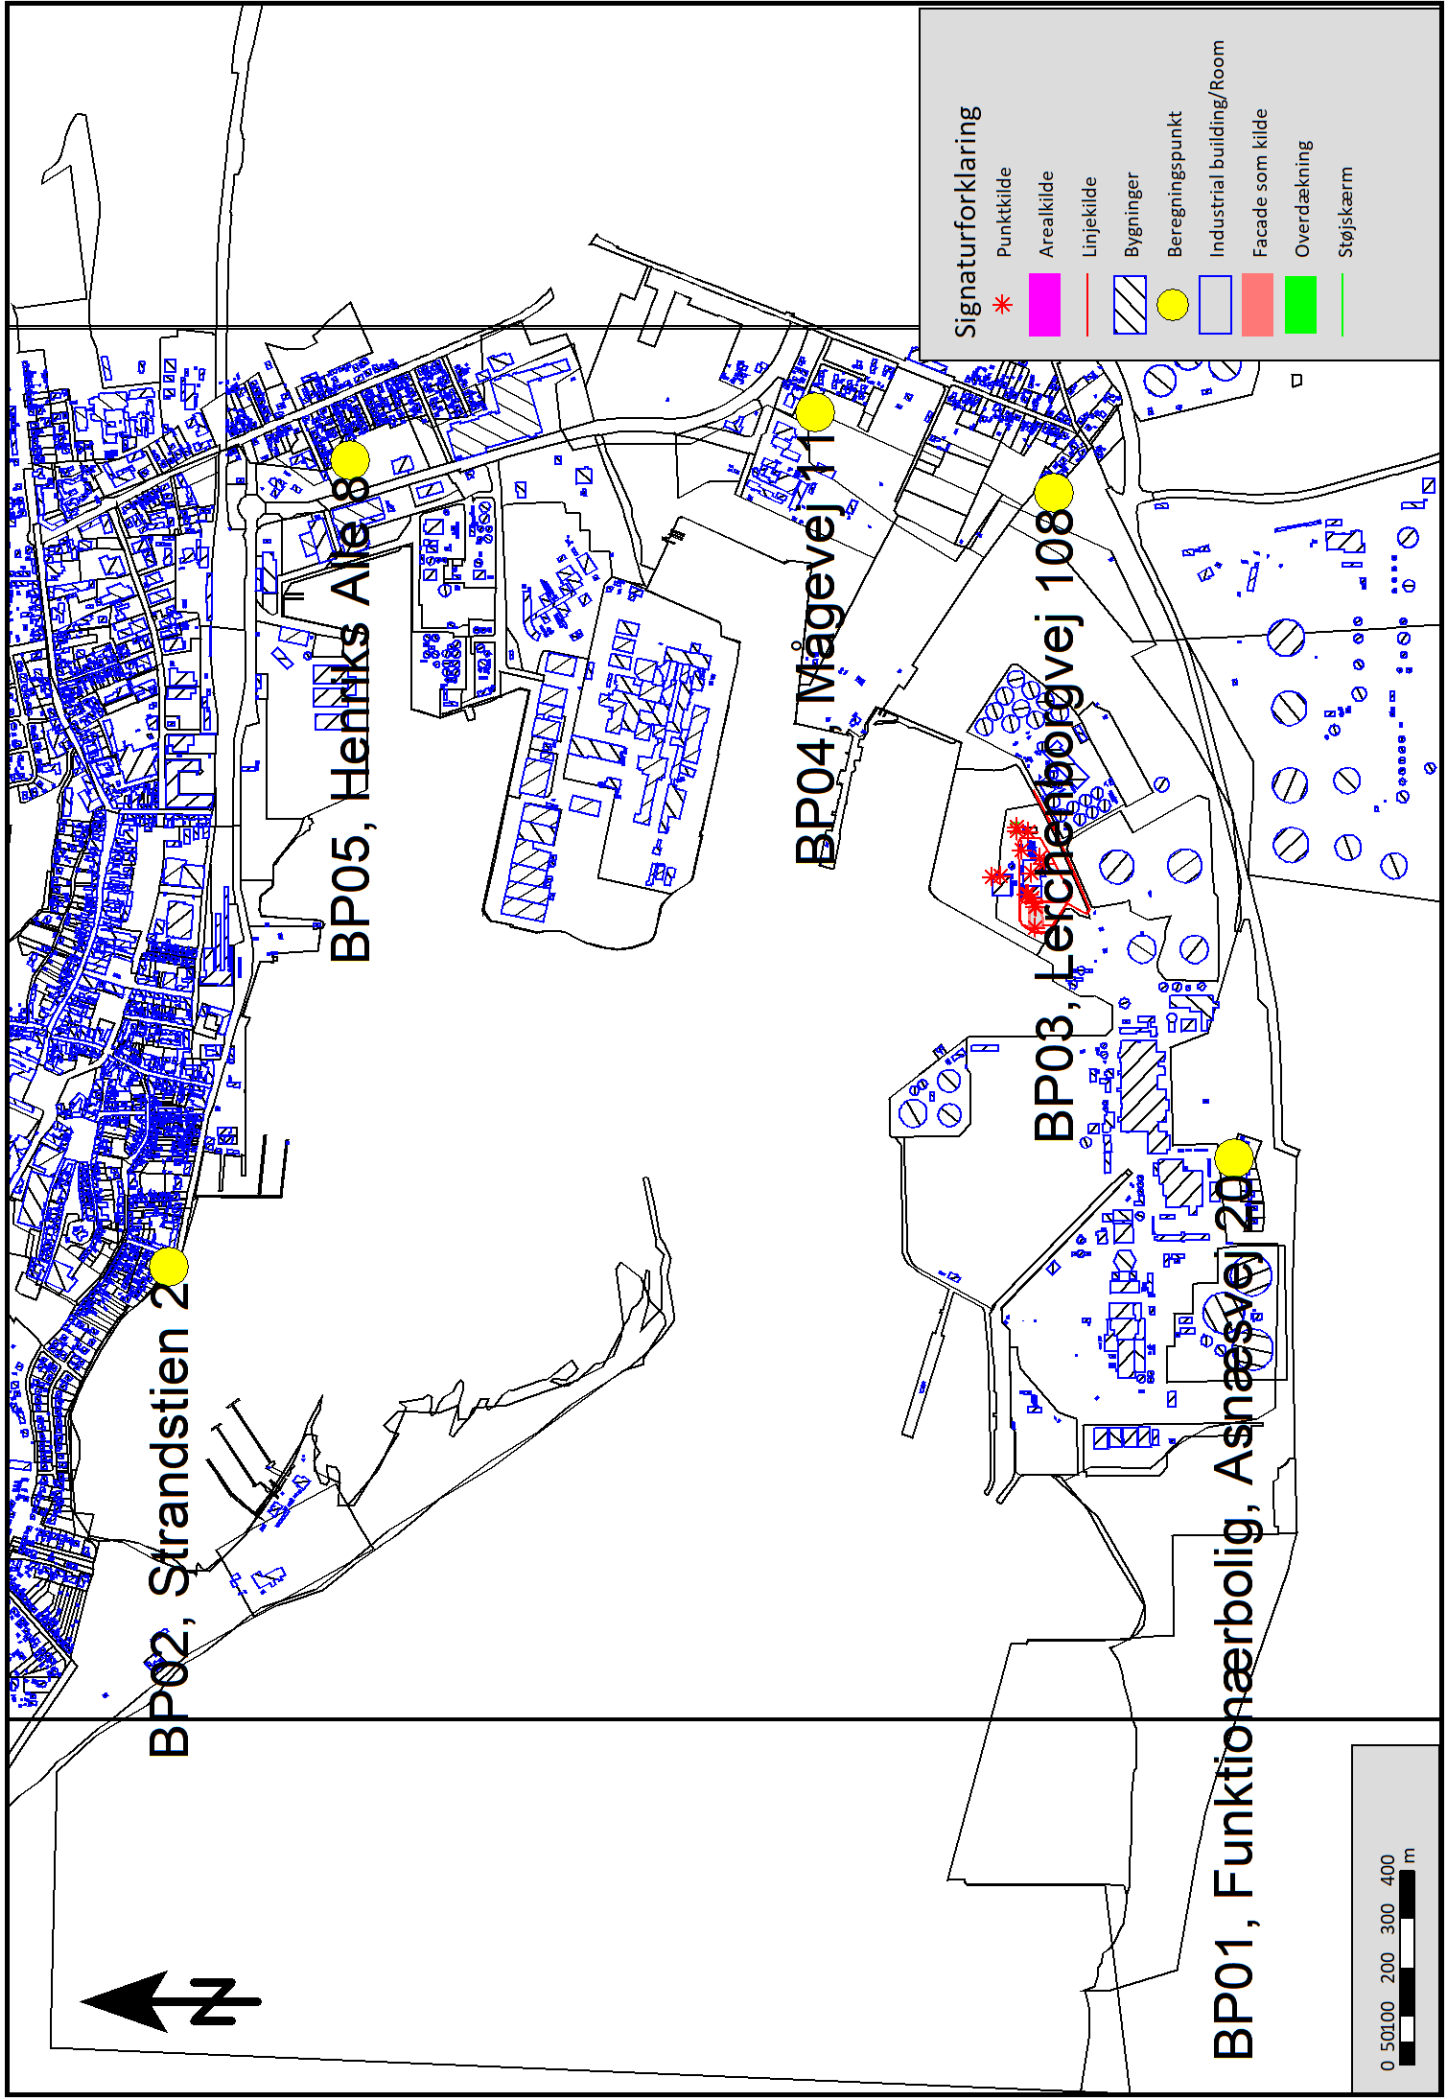 BP02, Strandstien 2
BP05, Henriks Ale 8
BP04, Mågevej 11
BP03, Lerchenborgvej 108
BP01, Funktionærbolig, Asnæsvej 20
N
0 50100 200 300 400
m
Signaturforklaring
Punktkilde
Arealkilde
Linjekilde
Bygninger
Beregningspunkt
Industrial building/Room
Facade som kilde
Overdækning
Støjskærm